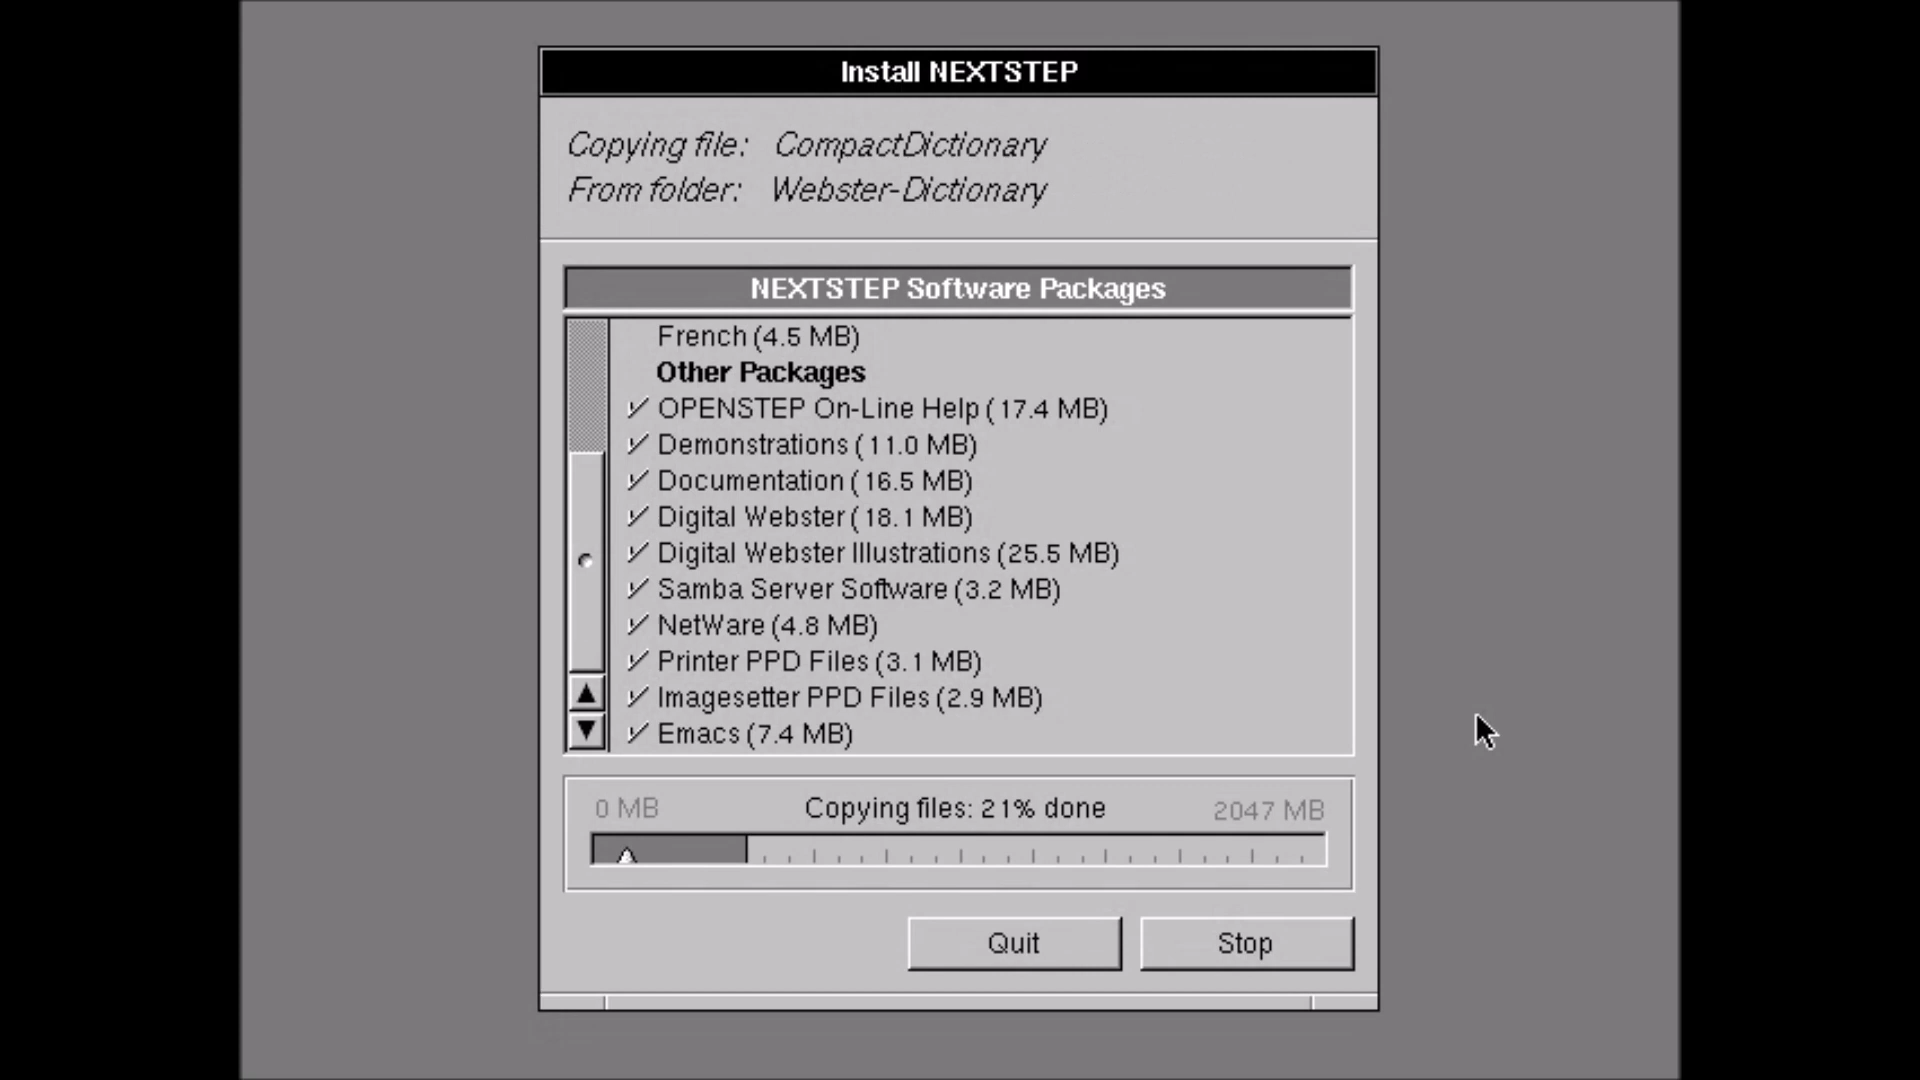 Install NEXTSTEP
Copying file: CompactDictionary
From folder: Webster-Dictionary
NEXTSTEP Software Packages
French (4.5 MB)
Other Packages
OPENSTEP On-Line Help (17.4 MB)
Demonstrations (11.0 MB)
Documentation (16.5 MB)
Digital Webster (18.1 MB)
Digital Webster Illustrations (25.5 MB)
Samba Server Software (3.2 MB)
NetWare (4.8 MB)
Printer PPD Files (3.1 MB)
Imagesetter PPD Files (2.9 MB)
Emacs (7.4 MB)
0 MB Copying files: 21% done 2047 MB
Quit Stop